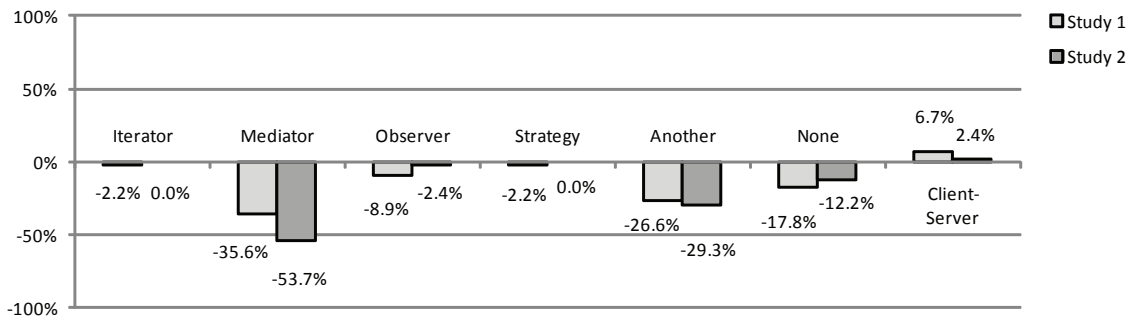 100%
50%
0%
-50%
-100%
Iterator
Mediator
Observer
Strategy
Another
None
Client-
Server
-2.2% 0.0%
-35.6%
-53.7%
-8.9%
-2.4%
-2.2% 0.0%
-26.6%
-29.3%
-17.8%
-12.2%
6.7%
2.4%
Study 1
Study 2